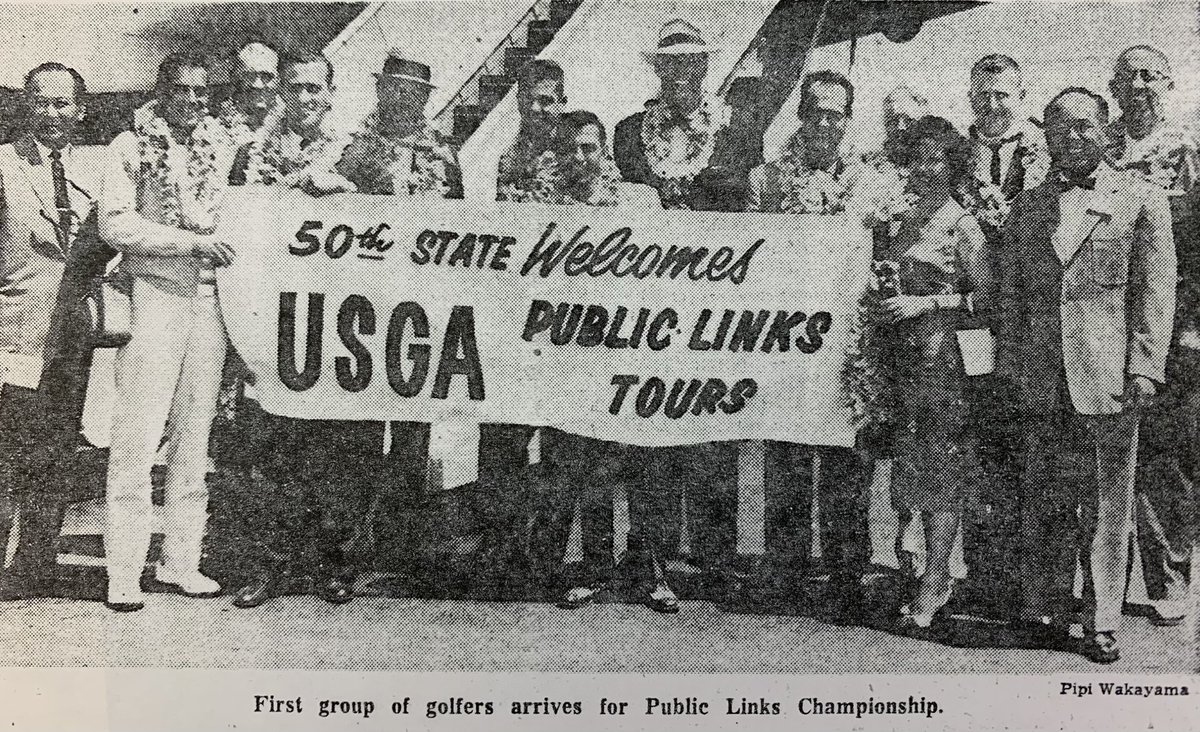 50th STATE Welcomes
USGA PUBLIC LINKS
TOURS
Pipi Wakayama
First group of golfers arrives for Public Links Championship.